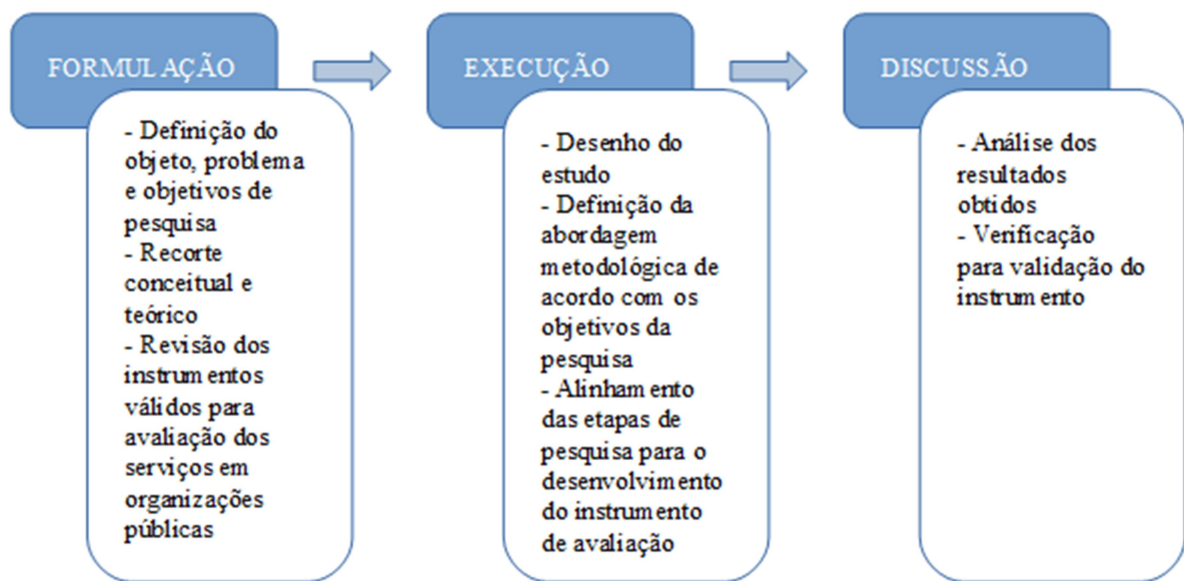 FORMULAÇÃO
- Definição do
objeto, problema
e objetivos de
pesquisa
- Recorte
conceitual e
teórico
- Revisão dos
instrumentos
válidos para
avaliação dos
serviços em
organizações
públicas
EXECUÇÃO
- Desenho do
estudo
- Definição da
abordagem
metodológica de
acordo com os
objetivos da
pesquisa
- Alinhamento
das etapas de
pesquisa para o
desenvolvimento
do instrumento
de avaliação
DISCUSSÃO
- Análise dos
resultados
obtidos
- Verificação
para validação do
instrumento